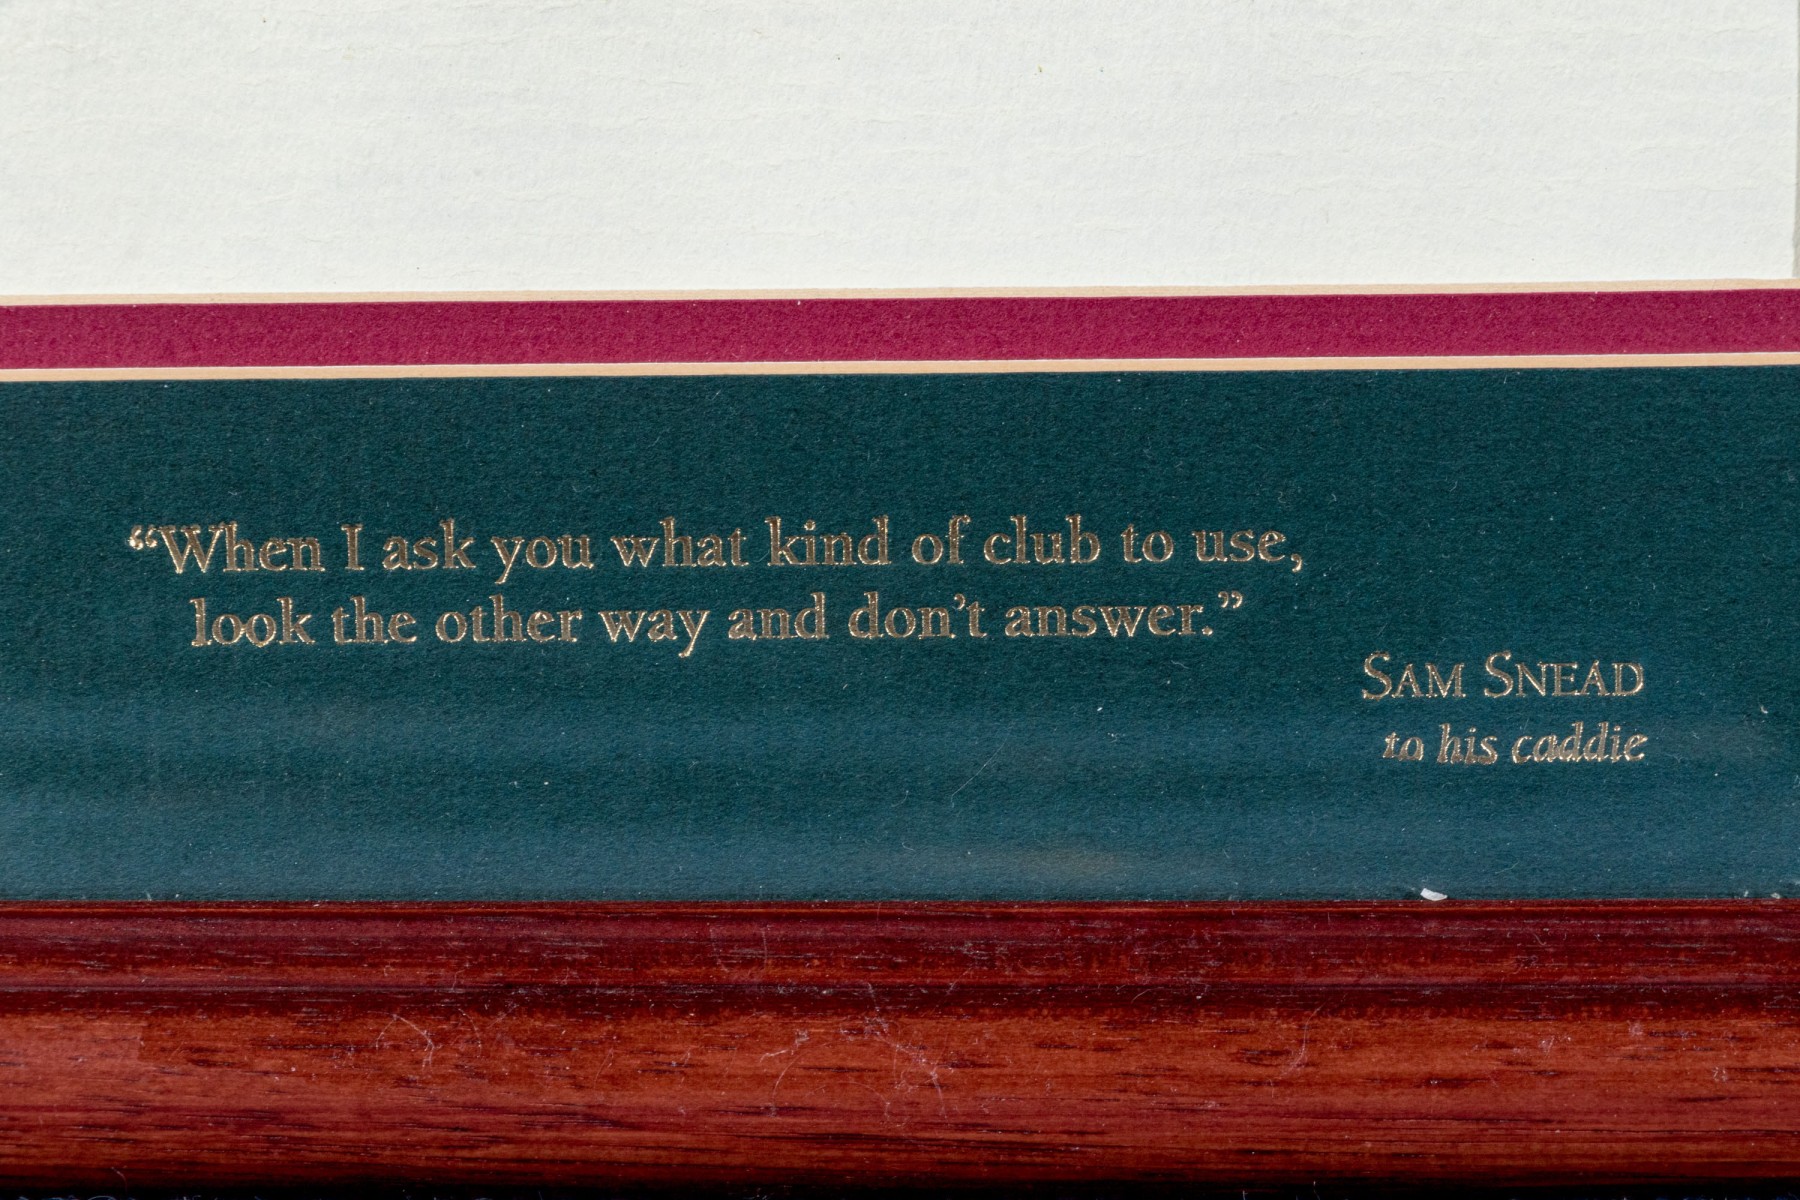 “When I ask you what kind of club to use,
look the other way and don’t answer.”
SAM SNEAD
to his caddie